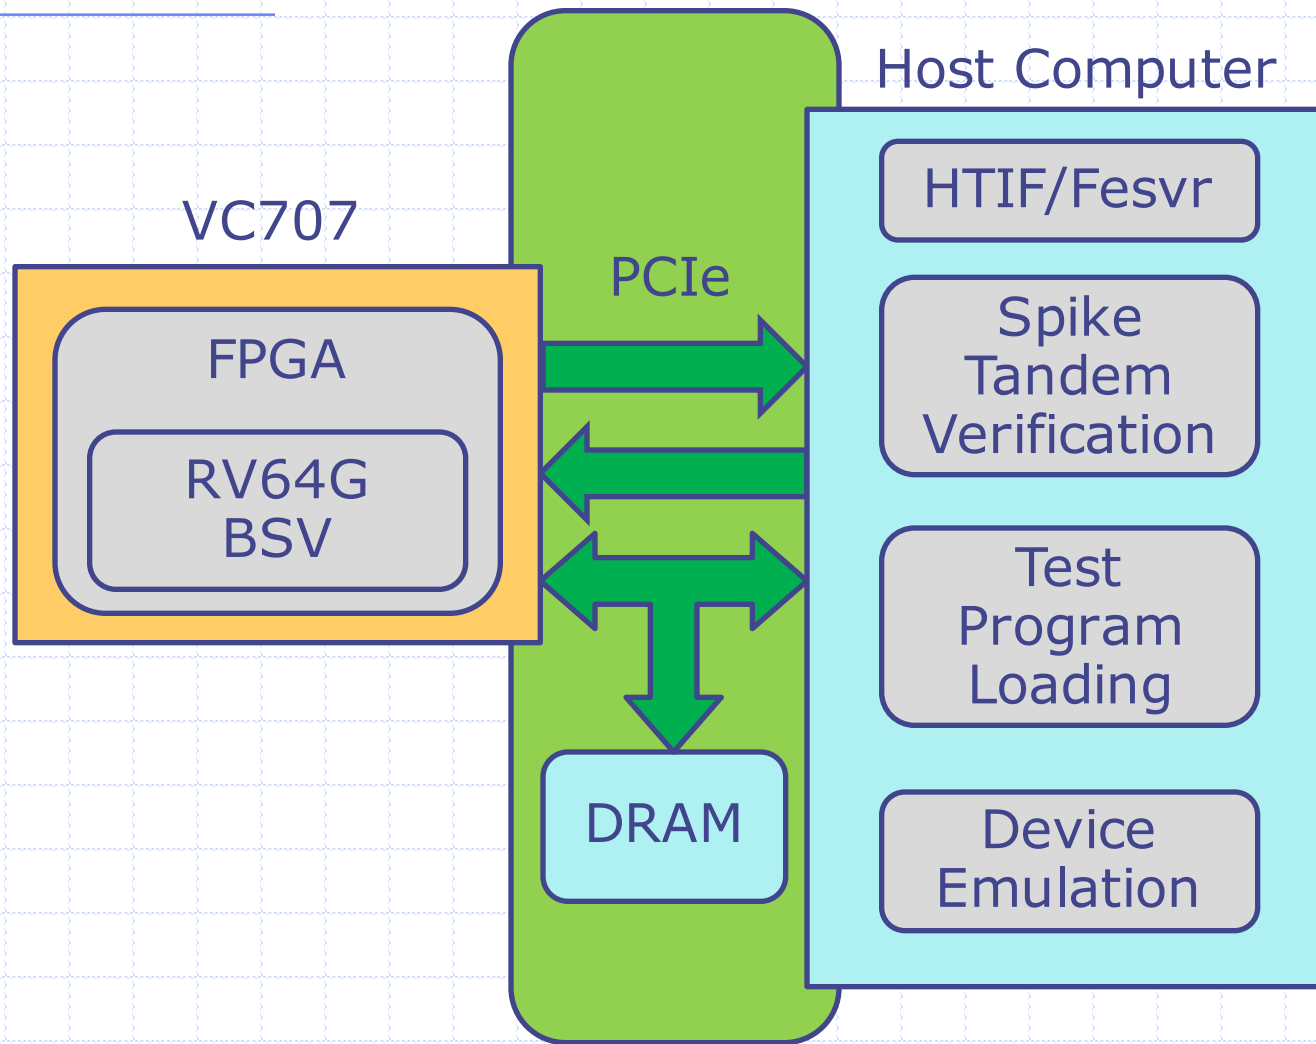 Host Computer
HTIF/Fesvr
VC707
PCIe
Spike
Tandem
Verification
FPGA
RV64G
BSV
Test
Program
Loading
DRAM
Device
Emulation